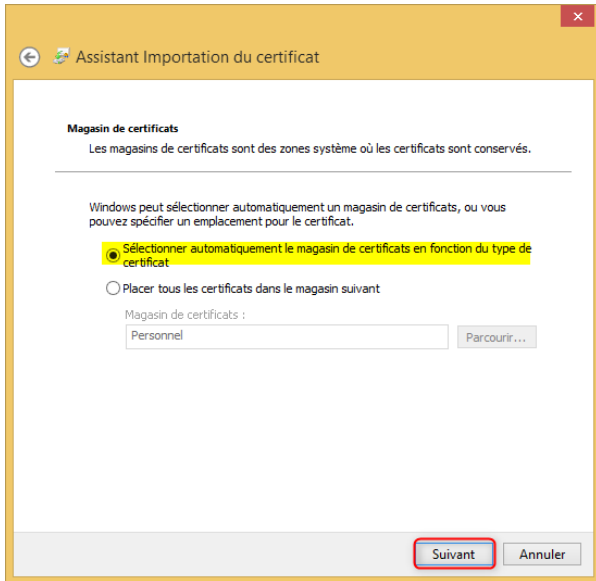 Assistant Importation du certificat
Magasin de certificats
Les magasins de certificats sont des zones système où les certificats sont conservés.
Windows peut sélectionner automatiquement un magasin de certificats, ou vous
pouvez spécifier un emplacement pour le certificat.
Sélectionner automatiquement le magasin de certificats en fonction du type de
certificat
Placer tous les certificats dans le magasin suivant
Magasin de certificats :
Personnel
Parcourir...
Suivant
Annuler